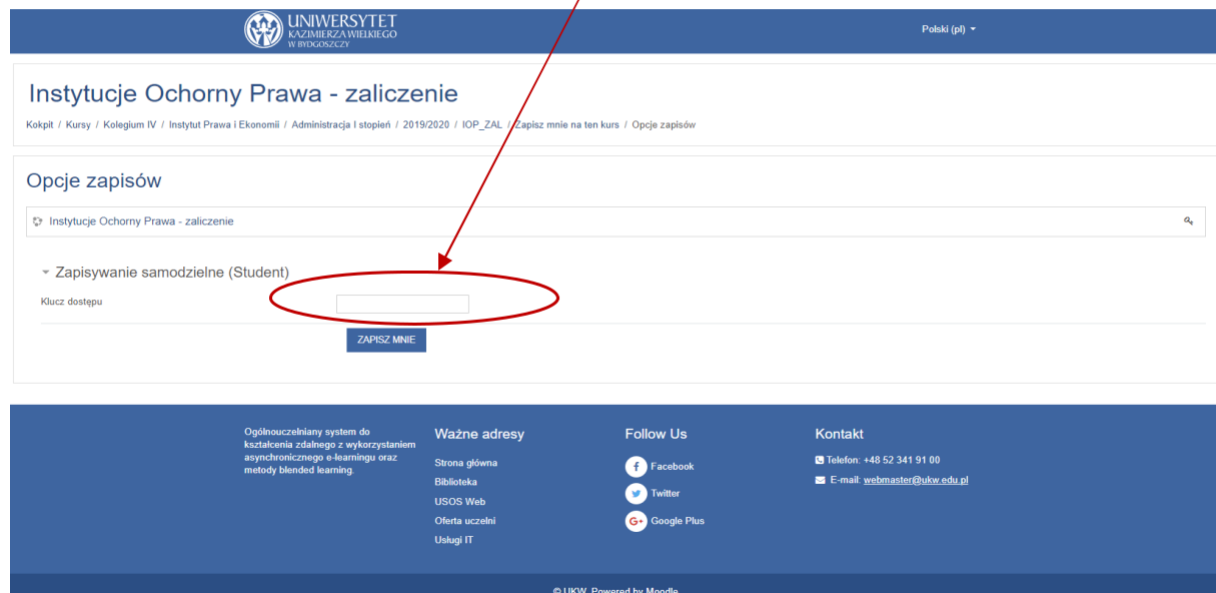 UNIWERSYTET
KAZIMIERZA WIELKIEGO
W BYDGOSZCZY
Polski (pl)
Instytucje Ochorny Prawa - zaliczenie
Kokpit / Kursy / Kolegium IV / Instytut Prawa i Ekonomii / Administracja I stopień / 2019/2020 / IOP_ZAL / Zapisz mnie na ten kurs / Opcje zapisów
Opcje zapisów
Instytucje Ochorny Prawa - zaliczenie
Zapisywanie samodzielne (Student)
Klucz dostępu
ZAPISZ MNIE
Ogólnouczelniany system do
kształcenia zdalnego z wykorzystaniem
asynchronicznego e-learningu oraz
metody blended learning.
Ważne adresy
Strona główna
Biblioteka
USOS Web
Oferta uczelni
Usługi IT
Follow Us
Facebook
Twitter
Google Plus
Kontakt
Telefon: +48 52 341 91 00
E-mail: webmaster@ukw.edu.pl
© UKW. Powered by Moodle